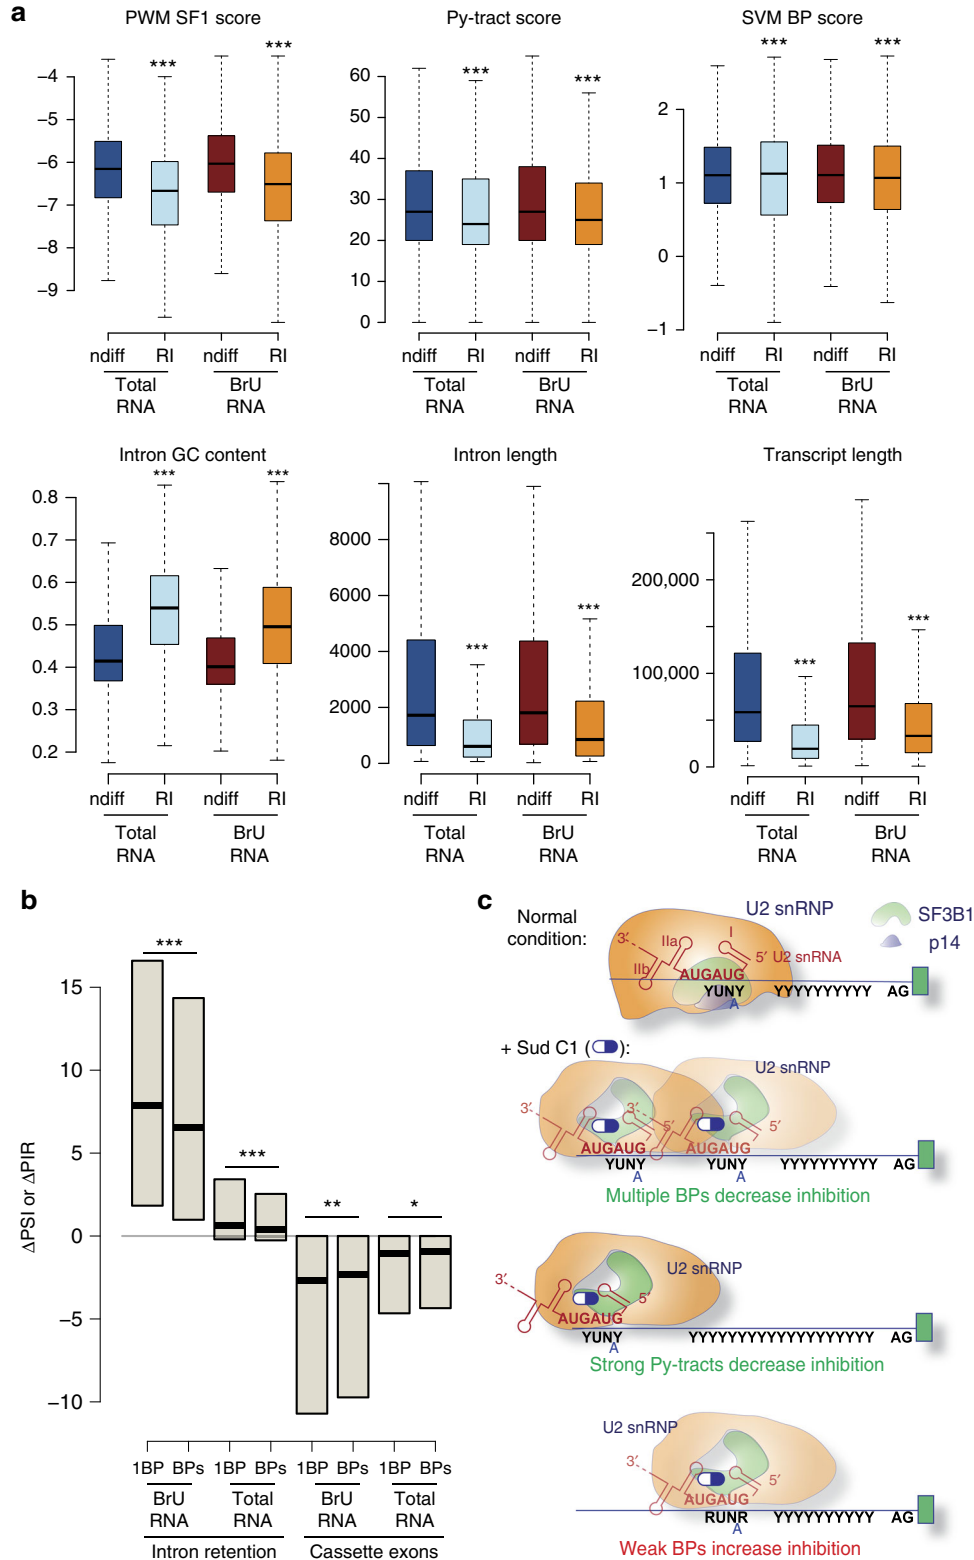 a
PWM SF1 score
Py-tract score
SVM BP score
*** ***
−4
−5
−6
−7
−8
−9
ndiff RI ndiff RI
Total RNA
BrU RNA
*** ***
60
50
40
30
20
10
0
ndiff RI ndiff RI
Total RNA
BrU RNA
*** ***
2
1
0
−1
ndiff RI ndiff RI
Total RNA
BrU RNA
Intron GC content
Intron length
Transcript length
*** ***
0.8
0.7
0.6
0.5
0.4
0.3
0.2
ndiff RI ndiff RI
Total RNA
BrU RNA
*** ***
8000
6000
4000
2000
0
ndiff RI ndiff RI
Total RNA
BrU RNA
*** ***
200,000
100,000
0
ndiff RI ndiff RI
Total RNA
BrU RNA
b
ΔPSI or ΔPIR
15
10
5
0
−5
−10
*** *** ** *
1BP BPs 1BP BPs 1BP BPs 1BP BPs
BrU RNA
Total RNA
BrU RNA
Total RNA
Intron retention
Cassette exons
c
Normal condition:
U2 snRNP
SF3B1
p14
3′
IIa
I
IIb
5′ U2 snRNA
AUGAUG
YUNY
A
YYYYYYYYYY
AG
+ Sud C1 ( ):
U2 snRNP
3′ 3′
5′ 5′
AUGAUG AUGAUG
YUNY YUNY YYYYYYYYYY AG
A A
Multiple BPs decrease inhibition
U2 snRNP
3′
5′
AUGAUG
YUNY YYYYYYYYYYYYYYYYYYY AG
A
Strong Py-tracts decrease inhibition
U2 snRNP
3′
5′
AUGAUG
RUNR YYYYYYYYYY AG
A
Weak BPs increase inhibition